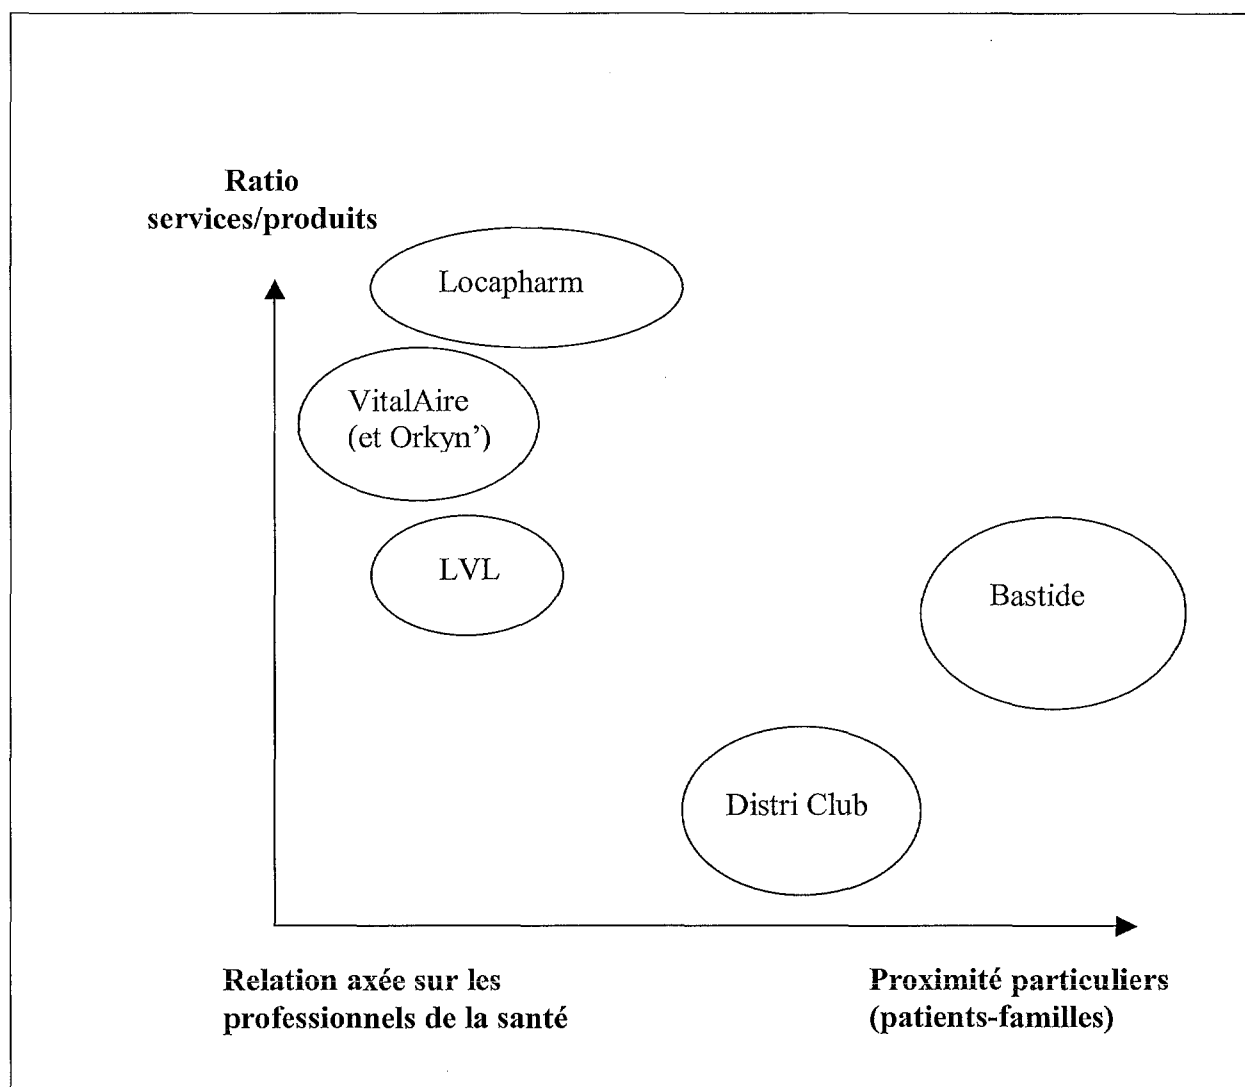 Ratio
services/produits
Locapharm
VitalAire
(et Orkyn’)
LVL
Bastide
Distri Club
Relation axée sur les
professionnels de la santé
Proximité particuliers
(patients-familles)